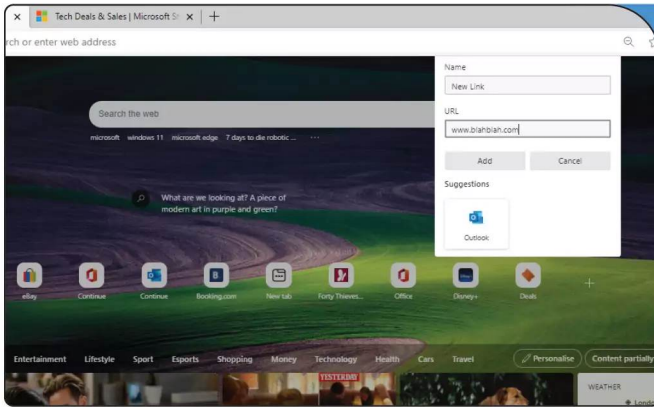 Tech Deals & Sales | Microsoft St
rch or enter web address
Name
New Link
URL
www.blahblah.com
Add Cancel
Suggestions
Outlook
Search the web
microsoft windows 11 microsoft edge 7 days to die robotic ... ...
What are we looking at? A piece of
modern art in purple and green?
eBay Continue Continue Booking.com New tab Forty Thieves... Office Disney+ Deals
B
Entertainment Lifestyle Sport Esports Shopping Money Technology Health Cars Travel Personalise Content partially
YESTERDAY
WEATHER
Londo